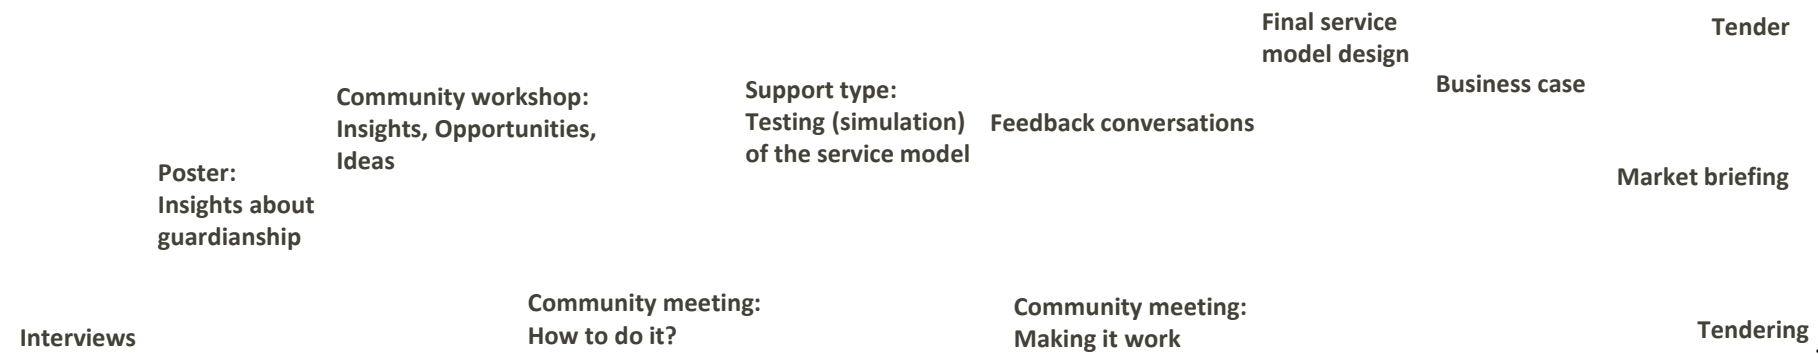 Interviews
Poster:
Insights about
guardianship
Community workshop:
Insights, Opportunities,
Ideas
Community meeting:
How to do it?
Support type:
Testing (simulation)
of the service model
Feedback conversations
Community meeting:
Making it work
Final service
model design
Business case
Market briefing
Tender
Tendering